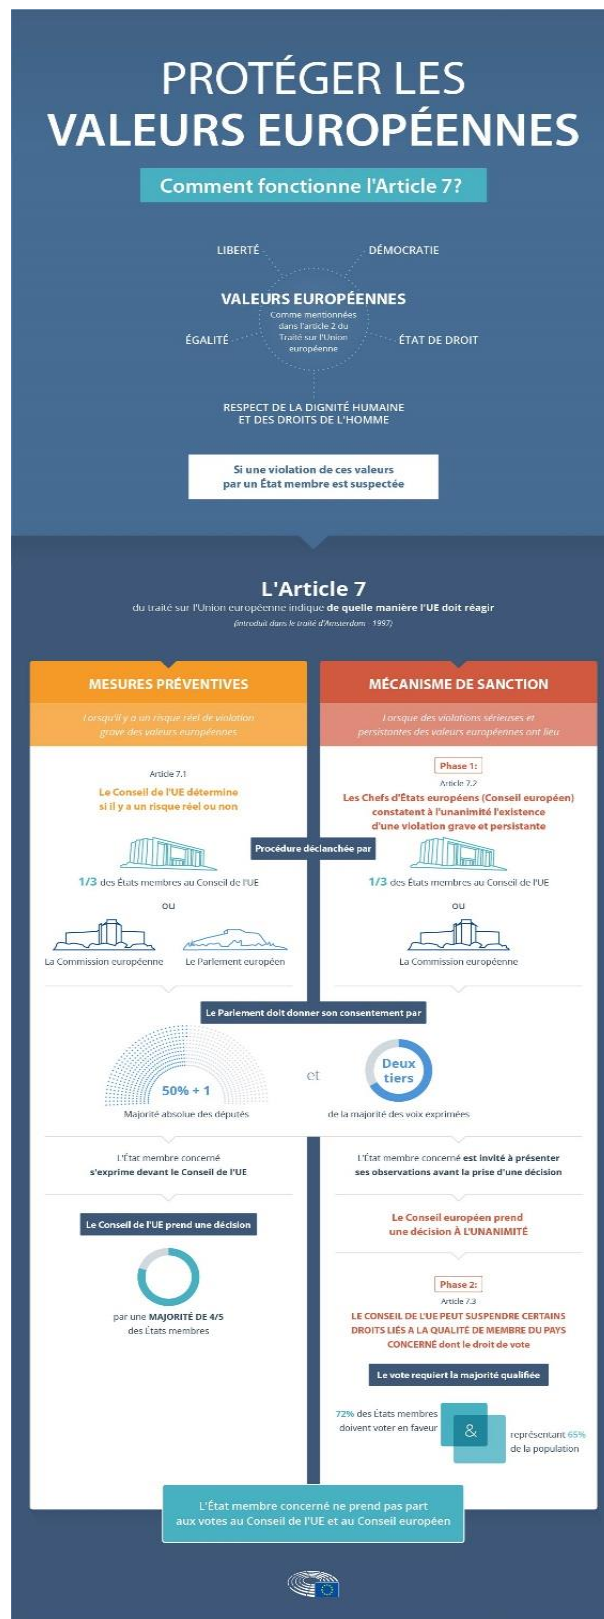 PROTÉGER LES
VALEURS EUROPÉENNES
Comment fonctionne l'Article 7?
LIBERTÉ
DÉMOCRATIE
VALEURS EUROPÉENNES
Comme mentionnées
dans l'article 2 du
Traité sur l'Union
européenne
ÉGALITÉ
ÉTAT DE DROIT
RESPECT DE LA DIGNITÉ HUMAINE
ET DES DROITS DE L'HOMME
Si une violation de ces valeurs
par un État membre est suspectée
L'Article 7
du traité sur l'Union européenne indique de quelle manière l'UE doit réagir
(introduit dans le traité d'Amsterdam - 1997)
MESURES PRÉVENTIVES
Lorsqu'il y a un risque réel de violation
grave des valeurs européennes
Article 7.1
Le Conseil de l'UE détermine
si il y a un risque réel ou non
MÉCANISME DE SANCTION
Lorsque des violations sérieuses et
persistantes des valeurs européennes ont lieu
Phase 1:
Article 7.2
Les Chefs d'États européens (Conseil européen)
constatent à l'unanimité l'existence
d'une violation grave et persistante
Procédure déclanchée par
1/3 des États membres au Conseil de l'UE
ou
La Commission européenne
Le Parlement européen
1/3 des États membres au Conseil de l'UE
ou
La Commission européenne
Le Parlement doit donner son consentement par
50% + 1
Majorité absolue des députés
et
Deux
tiers
de la majorité des voix exprimées
L'État membre concerné
s'exprime devant le Conseil de l'UE
Le Conseil de l'UE prend une décision
par une MAJORITÉ DE 4/5
des États membres
L'État membre concerné est invité à présenter
ses observations avant la prise d'une décision
Le Conseil européen prend
une décision À L'UNANIMITÉ
Phase 2:
Article 7.3
LE CONSEIL DE L'UE PEUT SUSPENDRE CERTAINS
DROITS LIÉS A LA QUALITÉ DE MEMBRE DU PAYS
CONCERNÉ dont le droit de vote
Le vote requiert la majorité qualifiée
72% des États membres
doivent voter en faveur
&
représentant 65%
de la population
L'État membre concerné ne prend pas part
aux votes au Conseil de l'UE et au Conseil européen